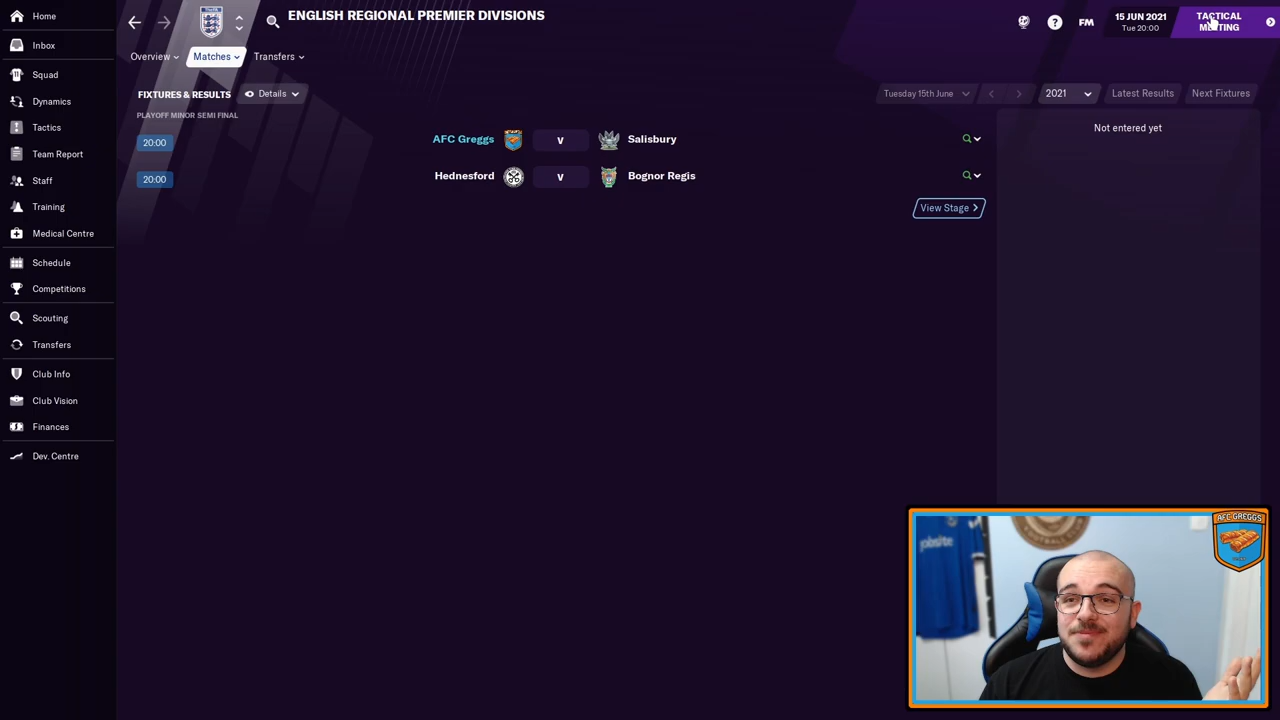 Home
Inbox
Squad
Dynamics
Tactics
Team Report
Staff
Training
Medical Centre
Schedule
Competitions
Scouting
Transfers
Club Info
Club Vision
Finances
Dev. Centre
ENGLISH REGIONAL PREMIER DIVISIONS
FM
15 JUN 2021
Tue 20:00
TACTICAL
MEETING
Overview
Matches
Transfers
FIXTURES & RESULTS
Details
Tuesday 15th June
2021
Latest Results
Next Fixtures
PLAYOFF MINOR SEMI FINAL
20:00 AFC Greggs v Salisbury
20:00 Hednesford v Bognor Regis
View Stage
Not entered yet
AFC GREGGS
jobsite